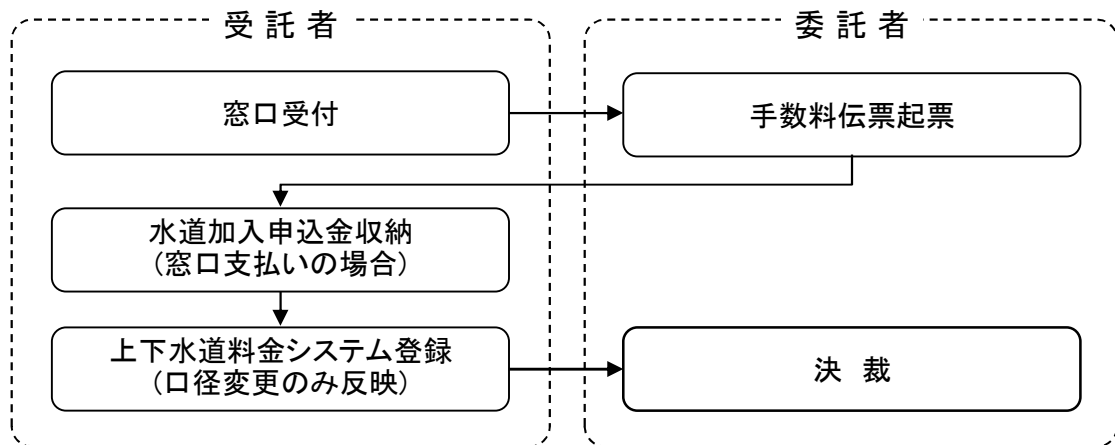 受託者
委託者
窓口受付
手数料伝票起票
水道加入申込金収納
（窓口支払いの場合）
上下水道料金システム登録
（口径変更のみ反映）
決 裁